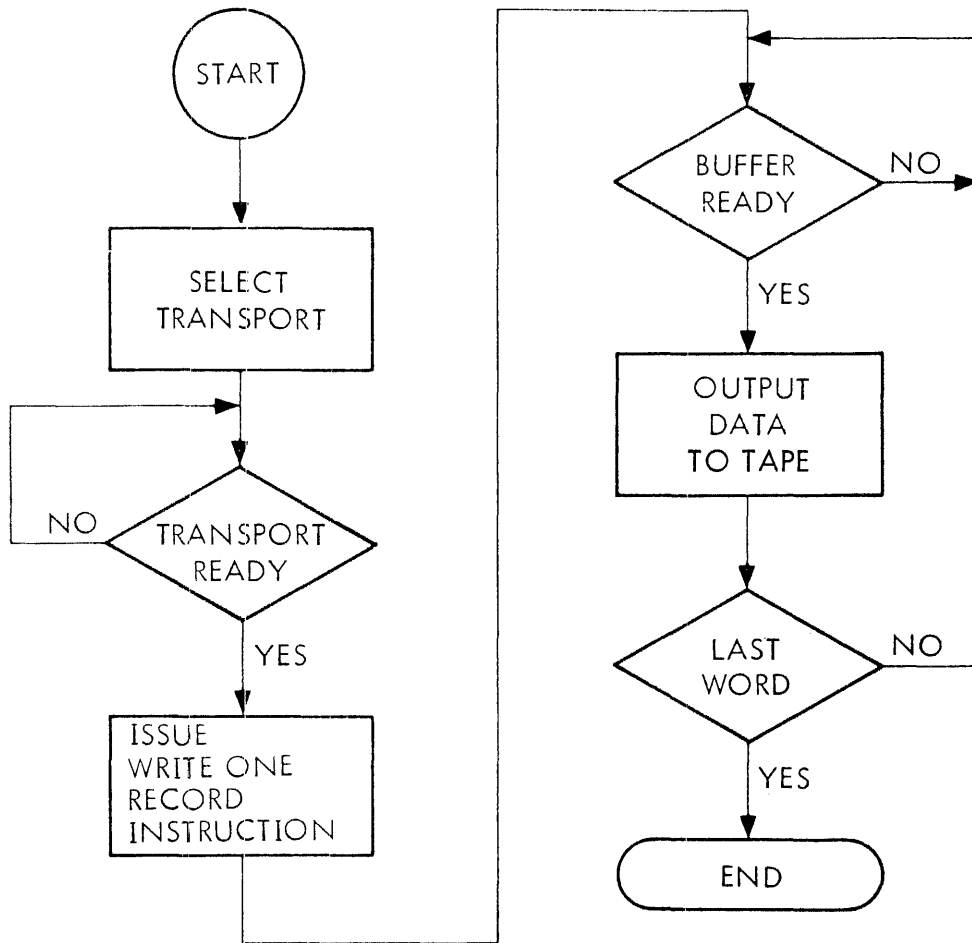 START
SELECT
TRANSPORT
NO
TRANSPORT
READY
YES
ISSUE
WRITE ONE
RECORD
INSTRUCTION
BUFFER
READY
NO
YES
OUTPUT
DATA
TO TAPE
LAST
WORD
NO
YES
END